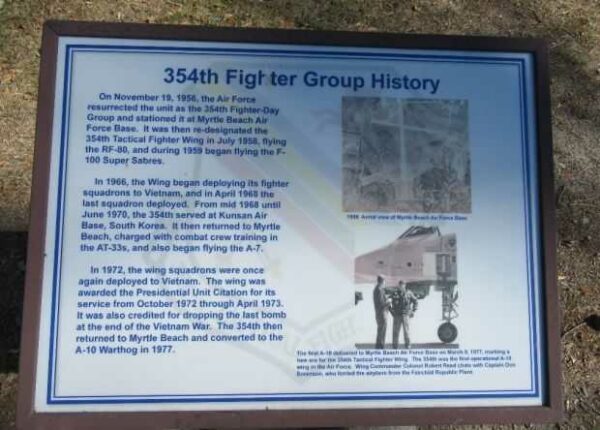 354th Fighter Group History
On November 19, 1956, the Air Force
resurrected the unit as the 354th Fighter-Day
Group and stationed it at Myrtle Beach Air
Force Base. It was then re-designated the
354th Tactical Fighter Wing in July 1958, flying
the RF-80, and during 1959 began flying the F-
100 Super Sabres.
In 1966, the Wing began deploying its fighter
squadrons to Vietnam, and in April 1968 the
last squadron deployed. From mid 1968 until
June 1970, the 354th served at Kunsan Air
Base, South Korea. It then returned to Myrtle
Beach, charged with combat crew training in
the AT-33s, and also began flying the A-7.
In 1972, the wing squadrons were once
again deployed to Vietnam. The wing was
awarded the Presidential Unit Citation for its
service from October 1972 through April 1973.
It was also credited for dropping the last bomb
at the end of the Vietnam War. The 354th then
returned to Myrtle Beach and converted to the
A-10 Warthog in 1977.
Aerial view of Myrtle Beach Air Force Base
The first A-10 delivered to Myrtle Beach Air Force Base on March 1977, marking a
new era for the 354th Tactical Fighter Wing. The 354th was the first operational A-10
wing in the Air Force. Wing Commander Colonel Robert Reed chats with Captain Don
who ferried the airplane from the Fairchild Republic Plant